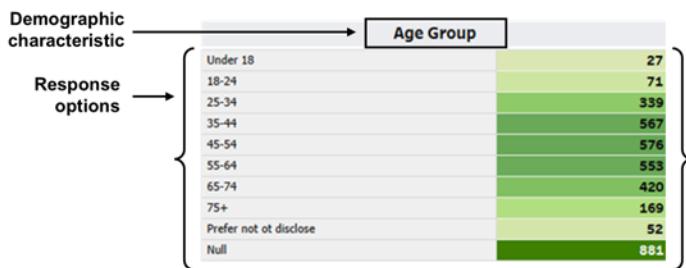 Demographic
characteristic
Age Group
Response
options
Under 18 27
18-24 71
25-34 339
35-44 567
45-54 576
55-64 553
65-74 420
75+ 169
Prefer not ot disclose 52
Null 881